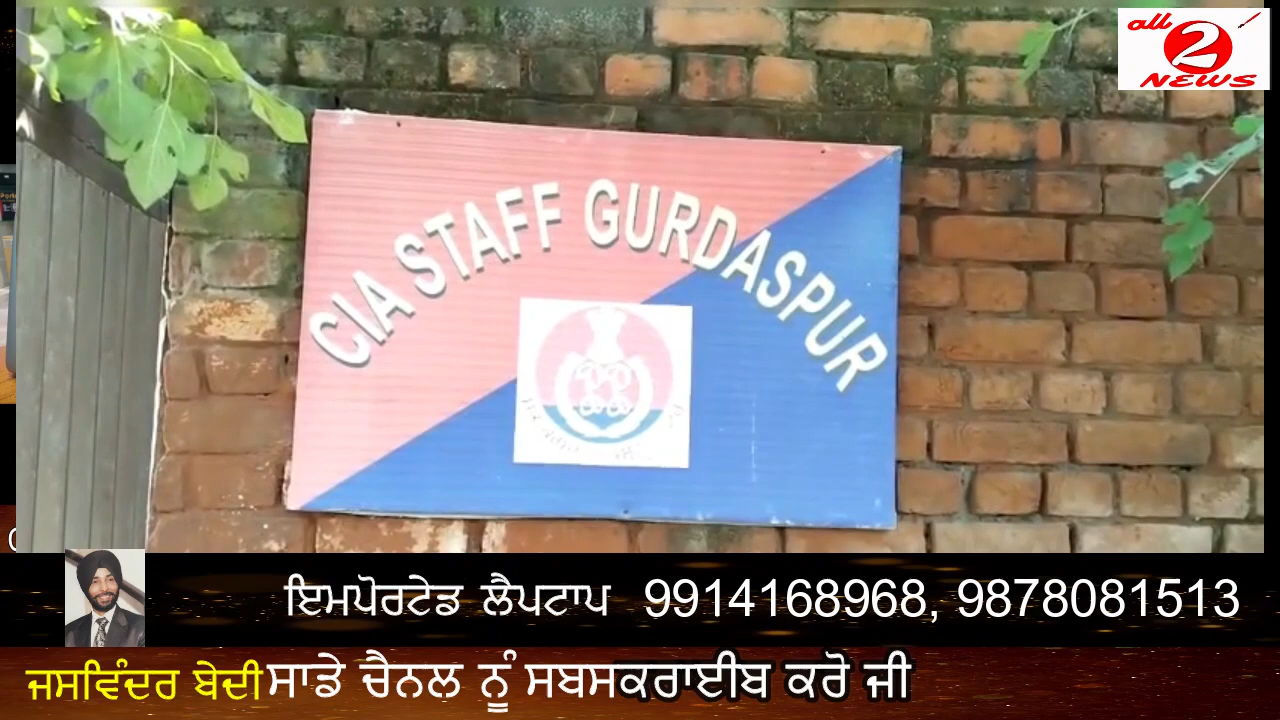 all
2
NEWS
CIA STAFF GURDASPUR
ਇਮਪੋਰਟੇਡ ਲੈਪਟਾਪ 9914168968, 9878081513
ਜਸਵਿੰਦਰ ਬੇਦੀ ਸਾਡੇ ਚੈਨਲ ਨੂੰ ਸਬਸਕਰਾਈਬ ਕਰੋ ਜੀ